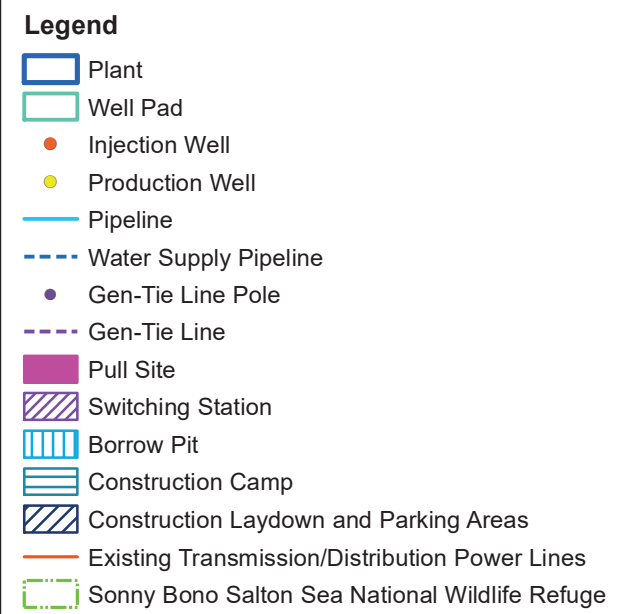 Legend
Plant
Well Pad
Injection Well
Production Well
Pipeline
Water Supply Pipeline
Gen-Tie Line Pole
Gen-Tie Line
Pull Site
Switching Station
Borrow Pit
Construction Camp
Construction Laydown and Parking Areas
Existing Transmission/Distribution Power Lines
Sonny Bono Salton Sea National Wildlife Refuge